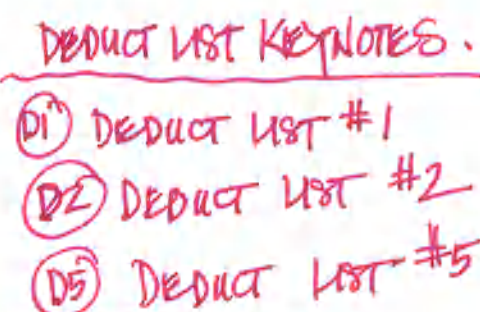 DEDUCT LIST KEYNOTES.
D1 DEDUCT LIST #1
D2 DEDUCT LIST #2
D5 DEDUCT LIST #5